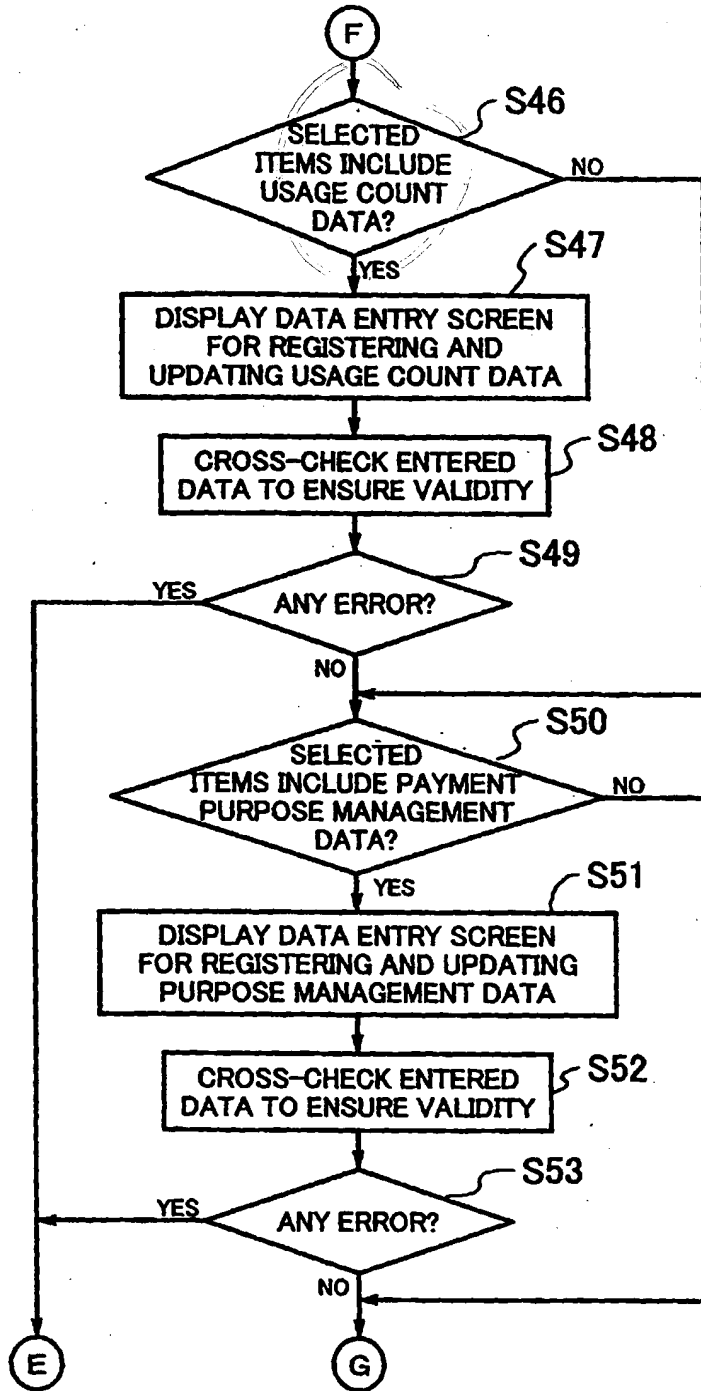 F
S46
SELECTED
ITEMS INCLUDE
USAGE COUNT
DATA?
NO
YES
S47
DISPLAY DATA ENTRY SCREEN
FOR REGISTERING AND
UPDATING USAGE COUNT DATA
S48
CROSS-CHECK ENTERED
DATA TO ENSURE VALIDITY
S49
YES
ANY ERROR?
NO
S50
SELECTED
ITEMS INCLUDE PAYMENT
PURPOSE MANAGEMENT
DATA?
NO
YES
S51
DISPLAY DATA ENTRY SCREEN
FOR REGISTERING AND UPDATING
PURPOSE MANAGEMENT DATA
S52
CROSS-CHECK ENTERED
DATA TO ENSURE VALIDITY
S53
YES
ANY ERROR?
NO
E
G